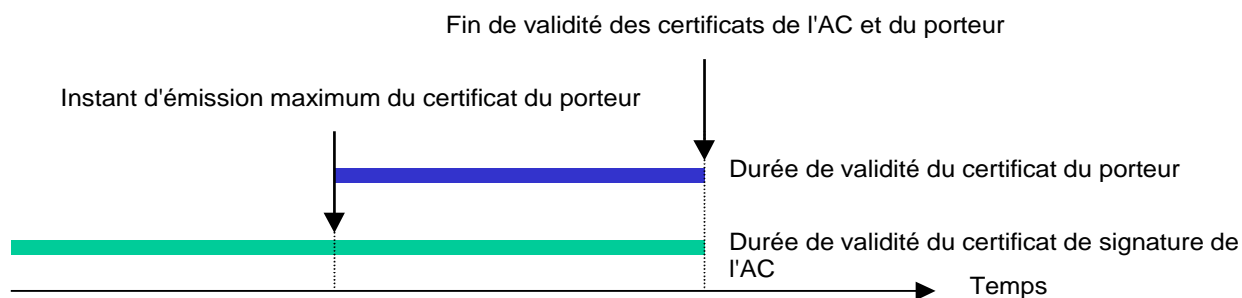 Fin de validité des certificats de l'AC et du porteur
Instant d'émission maximum du certificat du porteur
Durée de validité du certificat du porteur
Durée de validité du certificat de signature de
l'AC
Temps